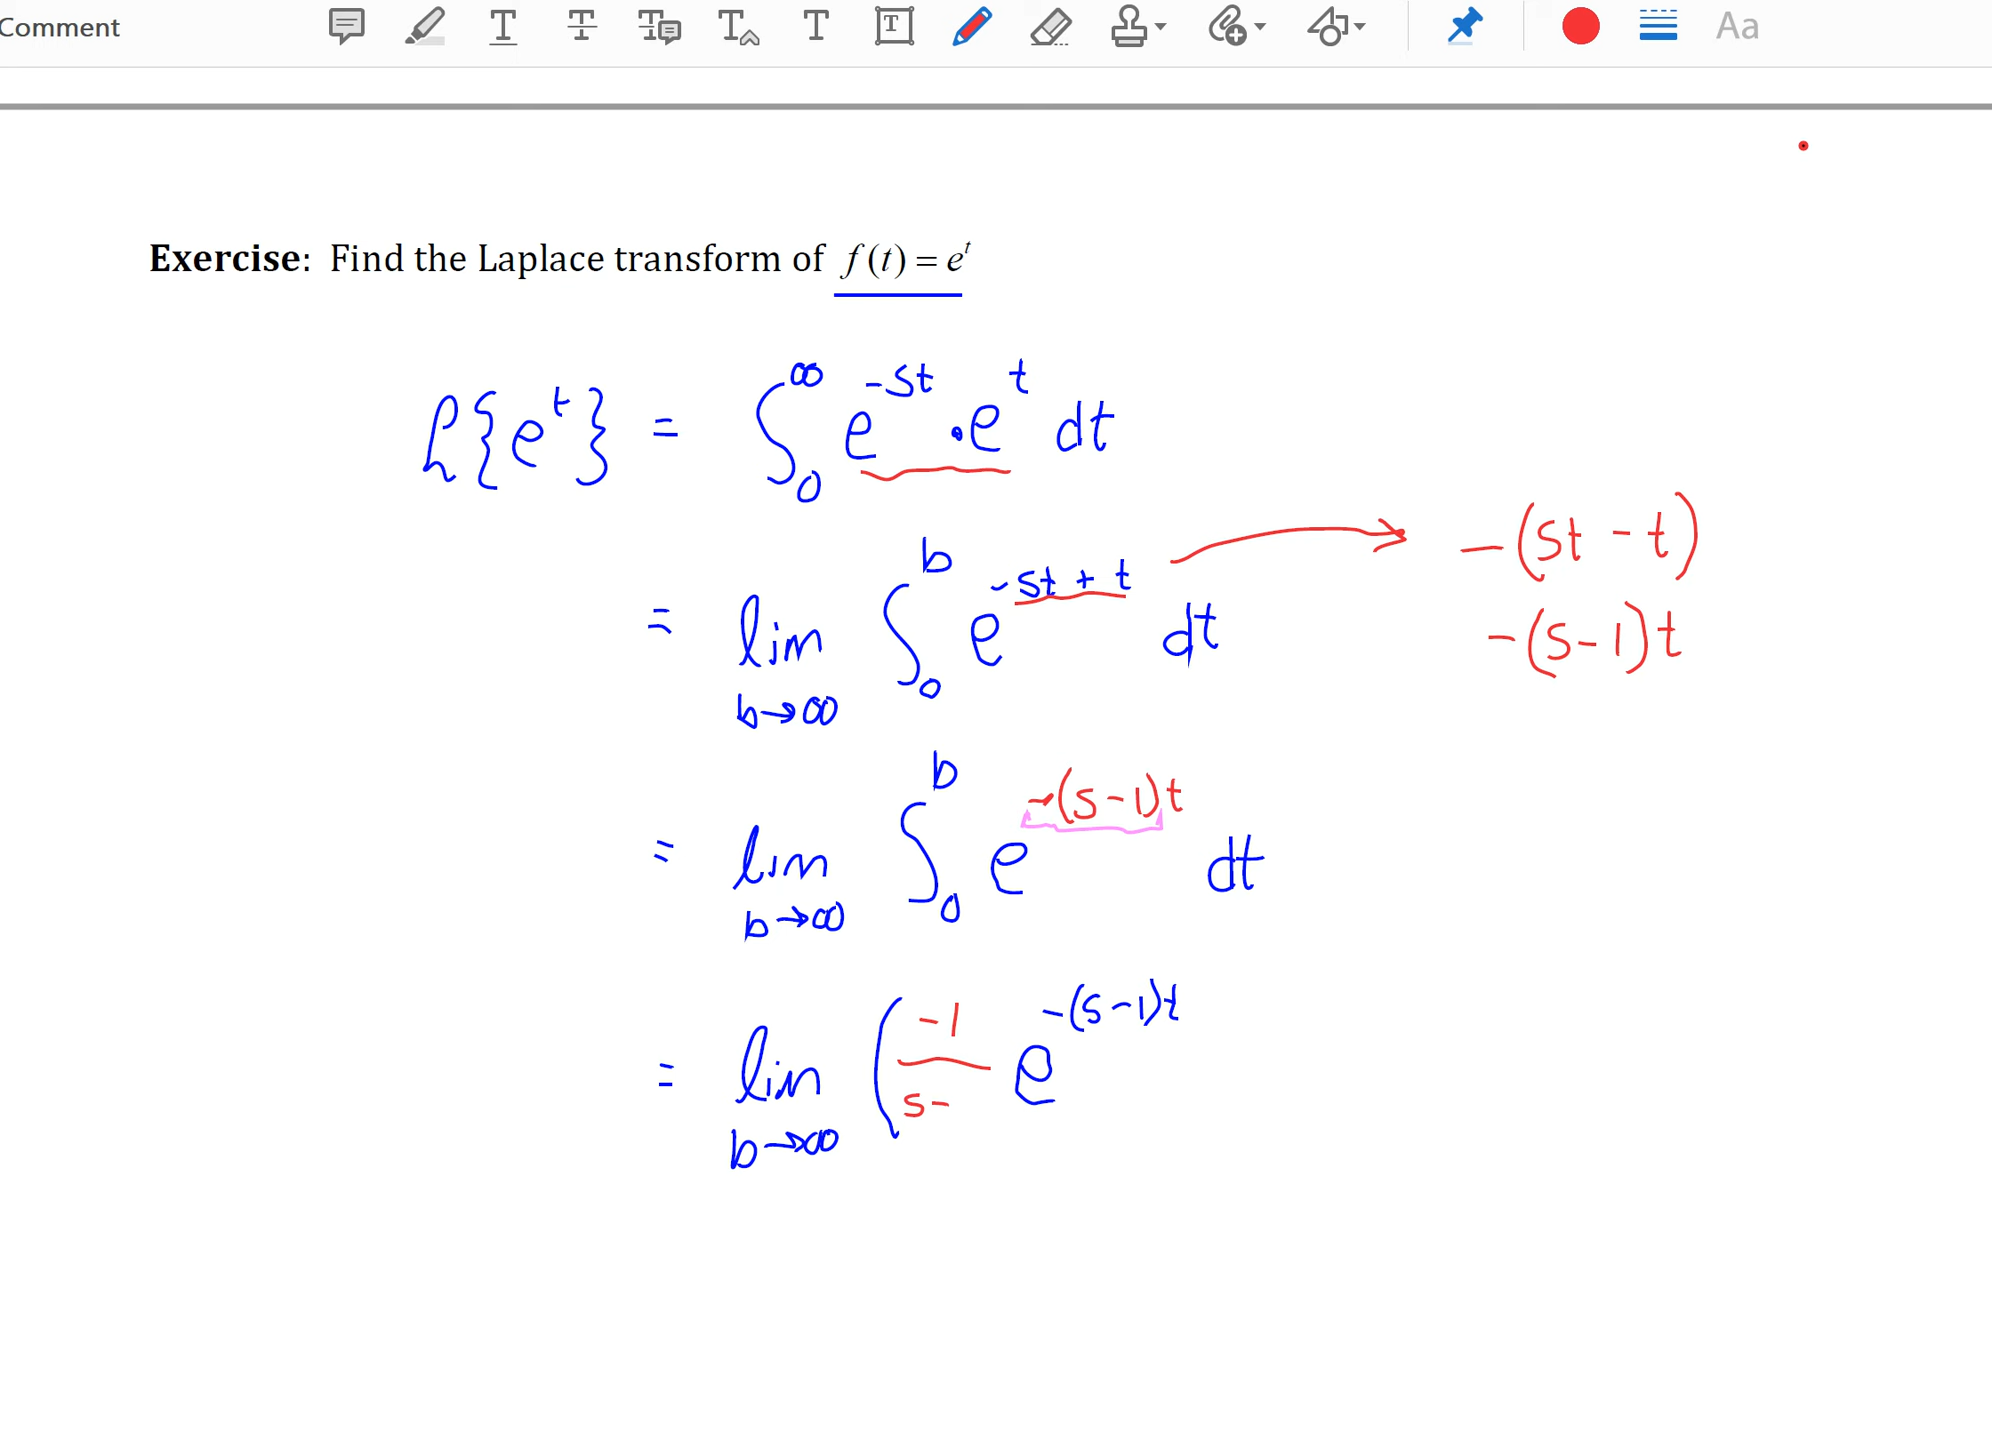 Comment
Aa
Exercise: Find the Laplace transform of f(t) = e^t
ℒ{e^t} = ∫_0^∞ e^{-st} · e^t dt
= lim_{b→∞} ∫_0^b e^{-st + t} dt
-(st - t)
-(s-1)t
= lim_{b→∞} ∫_0^b e^{-(s-1)t} dt
= lim_{b→∞} ( -1/s- e^{-(s-1)t}